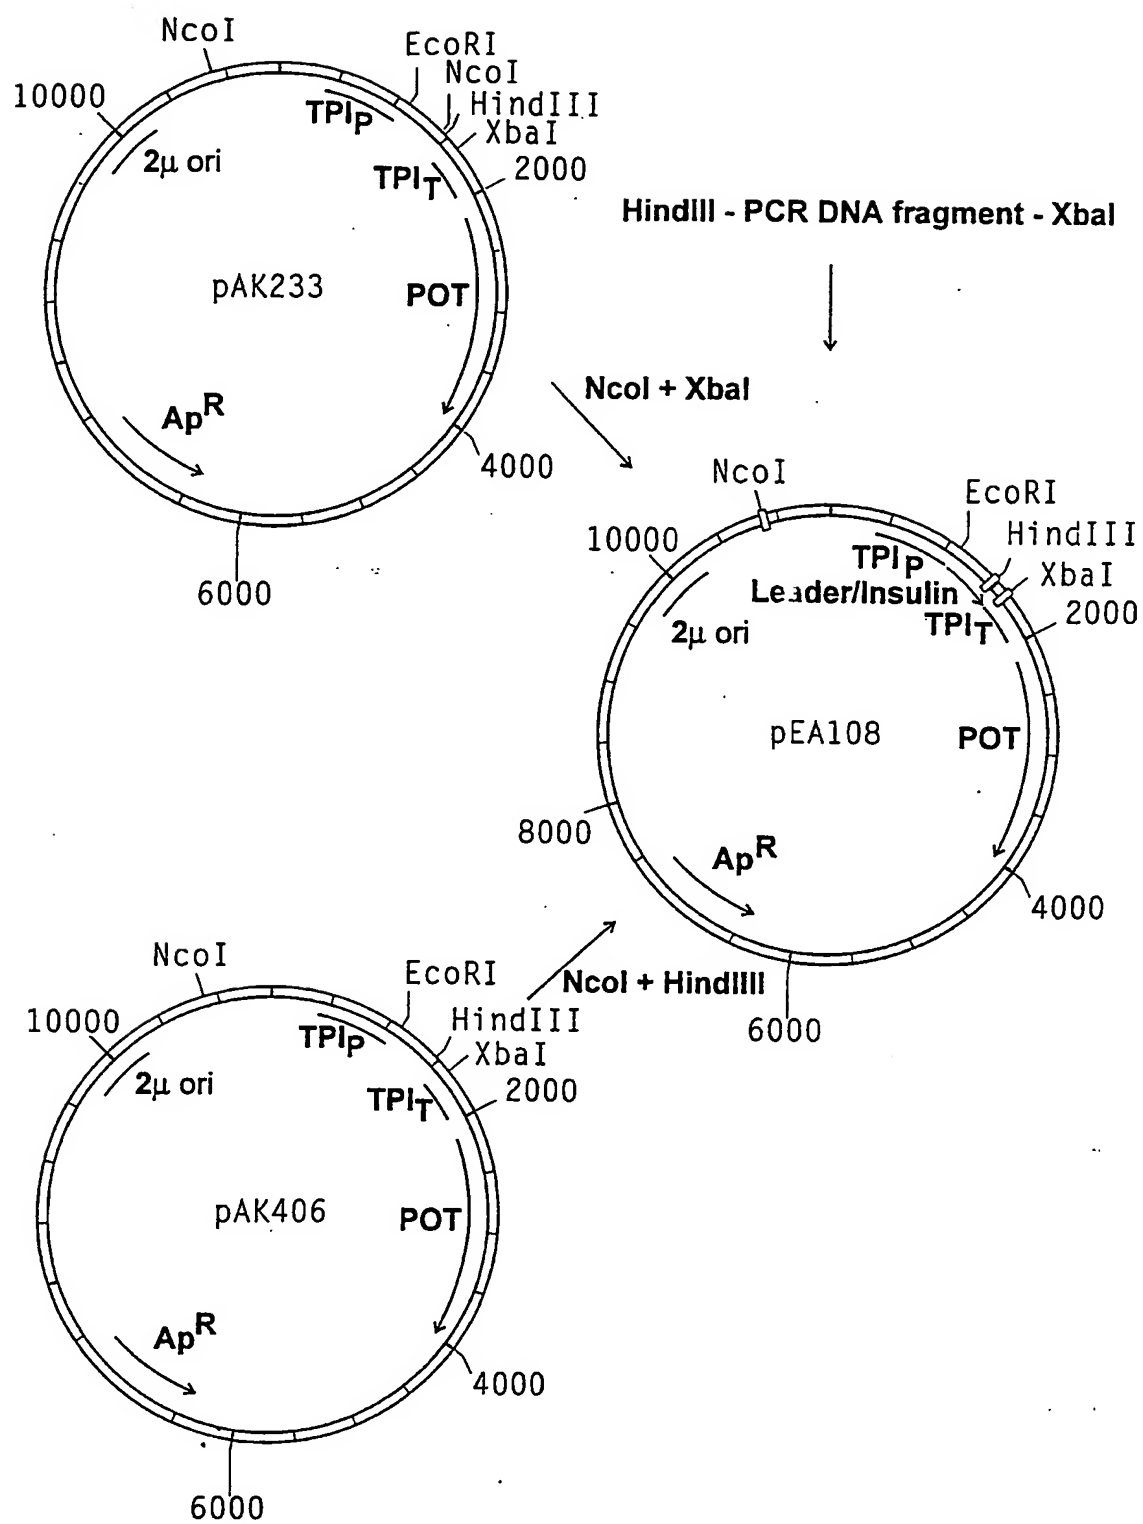 NcoI
EcoRI
NcoI
HindIII
XbaI
10000
TPIP
2μ ori
TPIT
2000
HindIII - PCR DNA fragment - XbaI
pAK233
POT
NcoI + XbaI
ApR
4000
6000
NcoI
EcoRI
HindIII
XbaI
10000
TPIP
Leader/Insulin
TPIT
2000
2μ ori
pEA108
POT
8000
ApR
4000
6000
NcoI
EcoRI
NcoI + HindIIII
HindIII
XbaI
10000
TPIP
2μ ori
TPIT
2000
pAK406
POT
ApR
4000
6000